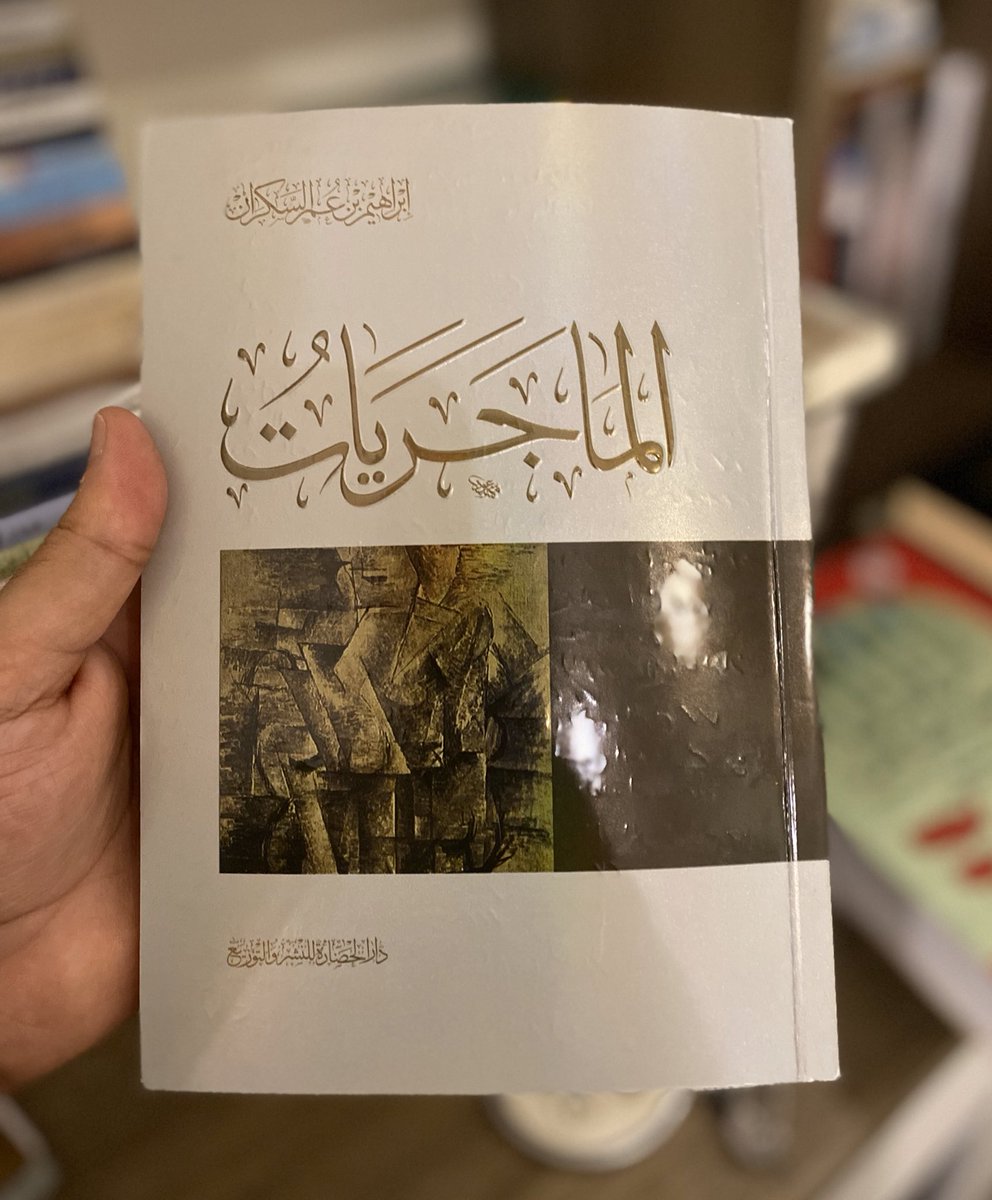 إبراهيم بن عمر السكران
الماجريات
دار الحضارة للنشر والتوزيع